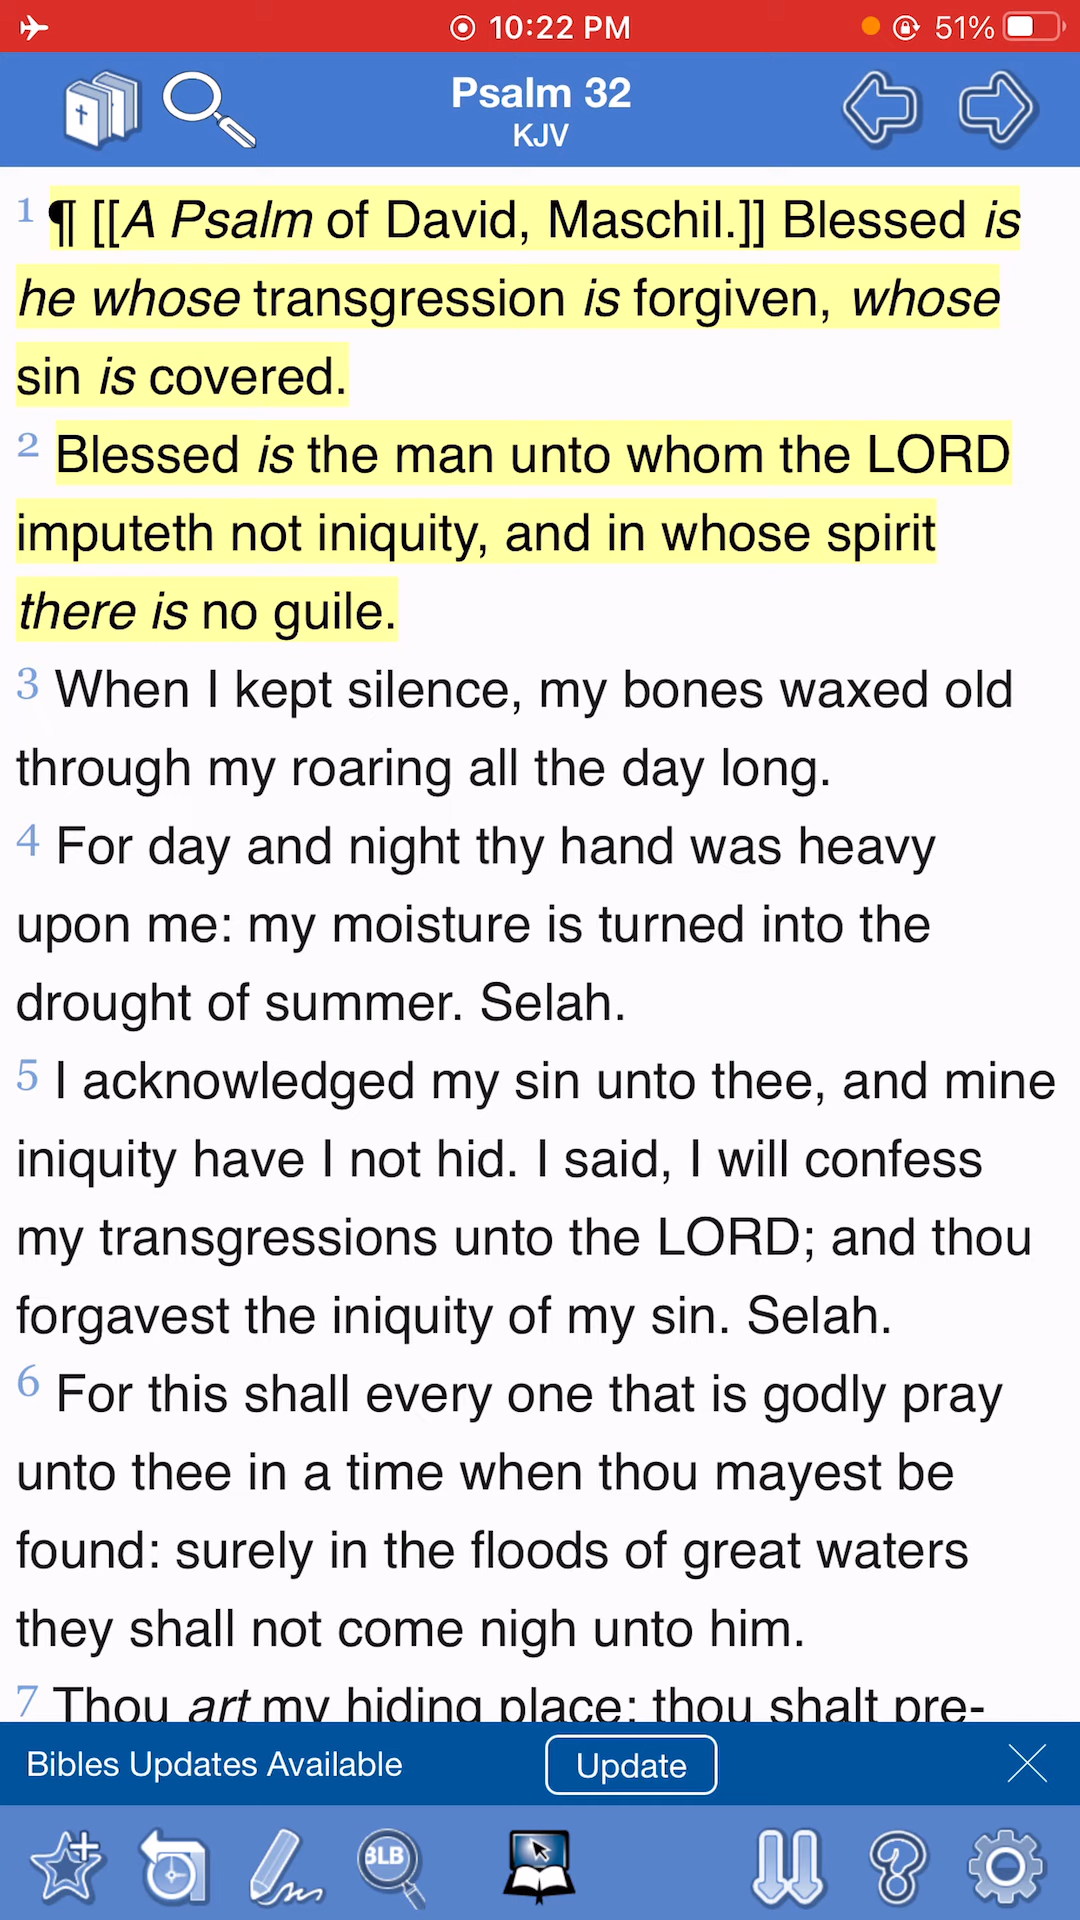 10:22 PM
51%
Psalm 32
KJV
1 ¶ [[A Psalm of David, Maschil.]] Blessed is
he whose transgression is forgiven, whose
sin is covered.
2 Blessed is the man unto whom the LORD
imputeth not iniquity, and in whose spirit
there is no guile.
3 When I kept silence, my bones waxed old
through my roaring all the day long.
4 For day and night thy hand was heavy
upon me: my moisture is turned into the
drought of summer. Selah.
5 I acknowledged my sin unto thee, and mine
iniquity have I not hid. I said, I will confess
my transgressions unto the LORD; and thou
forgavest the iniquity of my sin. Selah.
6 For this shall every one that is godly pray
unto thee in a time when thou mayest be
found: surely in the floods of great waters
they shall not come nigh unto him.
7 Thou art my hiding place; thou shalt pre-
Bibles Updates Available
Update
BLB